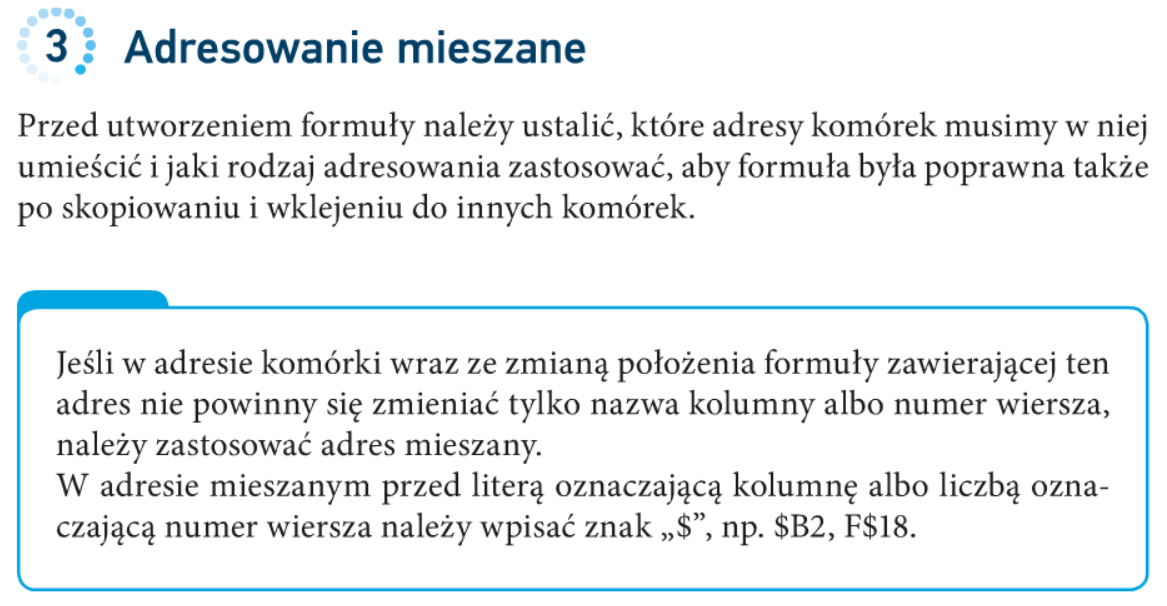 3 Adresowanie mieszane
Przed utworzeniem formuły należy ustalić, które adresy komórek musimy w niej
umieścić i jaki rodzaj adresowania zastosować, aby formuła była poprawna także
po skopiowaniu i wklejeniu do innych komórek.
Jeśli w adresie komórki wraz ze zmianą położenia formuły zawierającej ten
adres nie powinny się zmieniać tylko nazwa kolumny albo numer wiersza,
należy zastosować adres mieszany.
W adresie mieszanym przed literą oznaczającą kolumnę albo liczbą ozna-
czającą numer wiersza należy wpisać znak „$”, np. $B2, F$18.